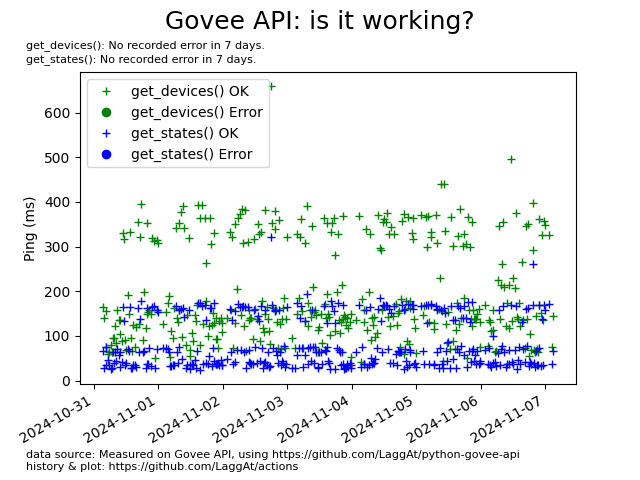 Govee API: is it working?
get_devices(): No recorded error in 7 days.
get_states(): No recorded error in 7 days.
get_devices() OK
get_devices() Error
get_states() OK
get_states() Error
Ping (ms)
600
500
400
300
200
100
0
2024-10-31
2024-11-01
2024-11-02
2024-11-03
2024-11-04
2024-11-05
2024-11-06
2024-11-07
data source: Measured on Govee API, using https://github.com/LaggAt/python-govee-api
history & plot: https://github.com/LaggAt/actions